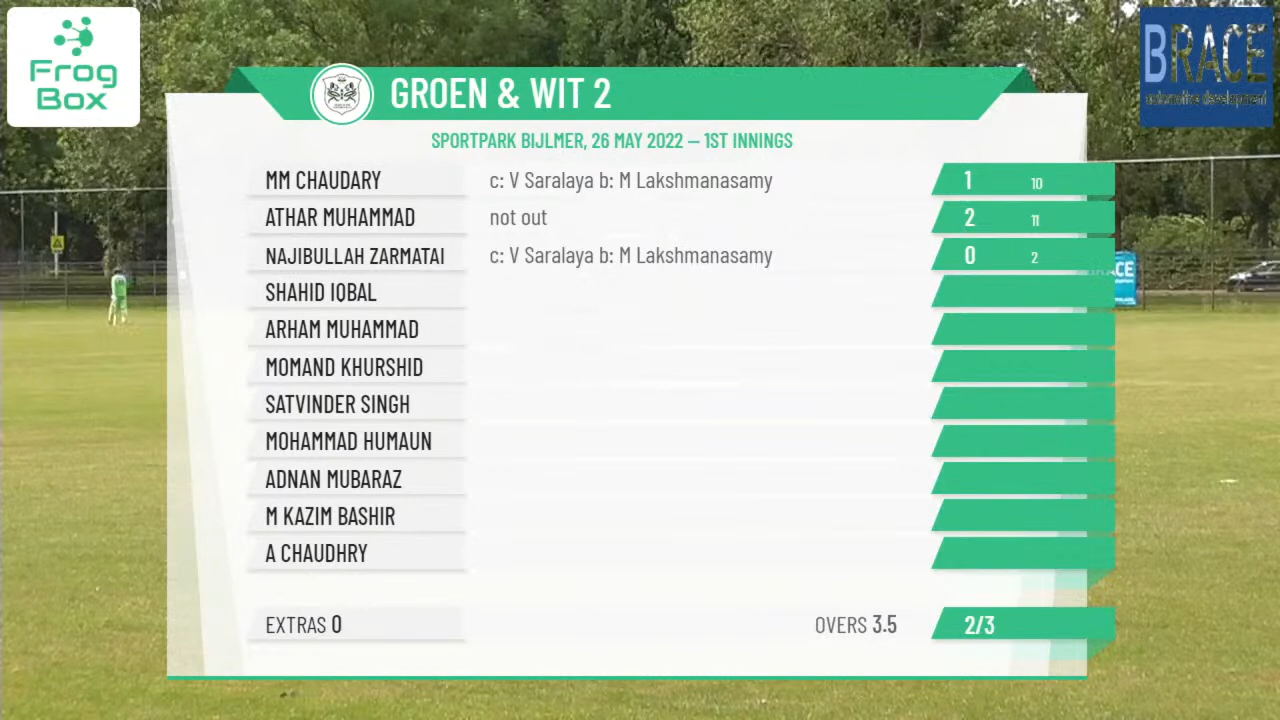 Frog
Box
BRACE
automotive development
GROEN & WIT 2
SPORTPARK BIJLMER, 26 MAY 2022 – 1ST INNINGS
MM CHAUDARY c: V Saralaya b: M Lakshmanasamy 1 10
ATHAR MUHAMMAD not out 2 11
NAJIBULLAH ZARMATAI c: V Saralaya b: M Lakshmanasamy 0 2
SHAHID IQBAL
ARHAM MUHAMMAD
MOMAND KHURSHID
SATVINDER SINGH
MOHAMMAD HUMAUN
ADNAN MUBARAZ
M KAZIM BASHIR
A CHAUDHRY
EXTRAS 0 OVERS 3.5 2/3